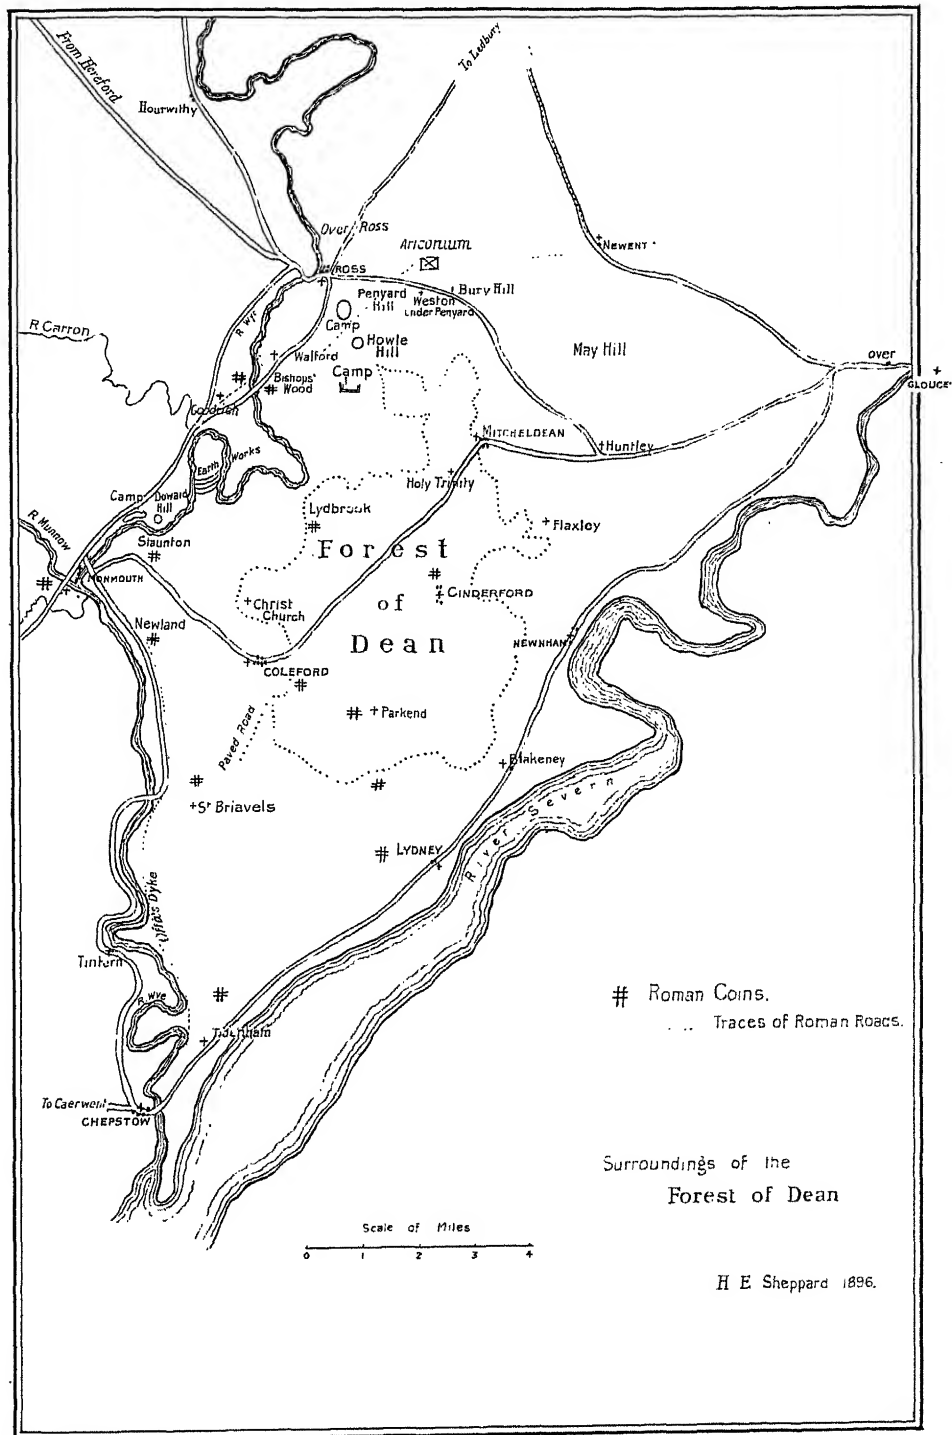 From Hereford
To Ledbury
Hourwithy
Over Ross
Ariconium
NEWENT
ROSS
Penyard
Hill
Weston
under Penyard
Bury Hill
R Wye
Camp
R Carron
Howle
Hill
May Hill
over
Walford
GLOUCE
Bishops'
Wood
Camp
Goodrich
MITCHELDEAN
Huntley
Earth Works
Holy Trinity
Camp
Doward
Hill
Lydbrook
R Munnow
Flaxley
Staunton
Forest
MONMOUTH
CINDERFORD
Christ
Church
of
Newland
Dean
NEWNHAM
COLEFORD
Paved Road
Parkend
Blakeney
St Briavels
River Severn
LYDNEY
Offa's Dyke
Tintern
R. Wye
# Roman Coins.
. . . Traces of Roman Roads.
Tidenham
To Caerwent
CHEPSTOW
Surroundings of the
Forest of Dean
Scale of Miles
0 1 2 3 4
H E Sheppard 1896.